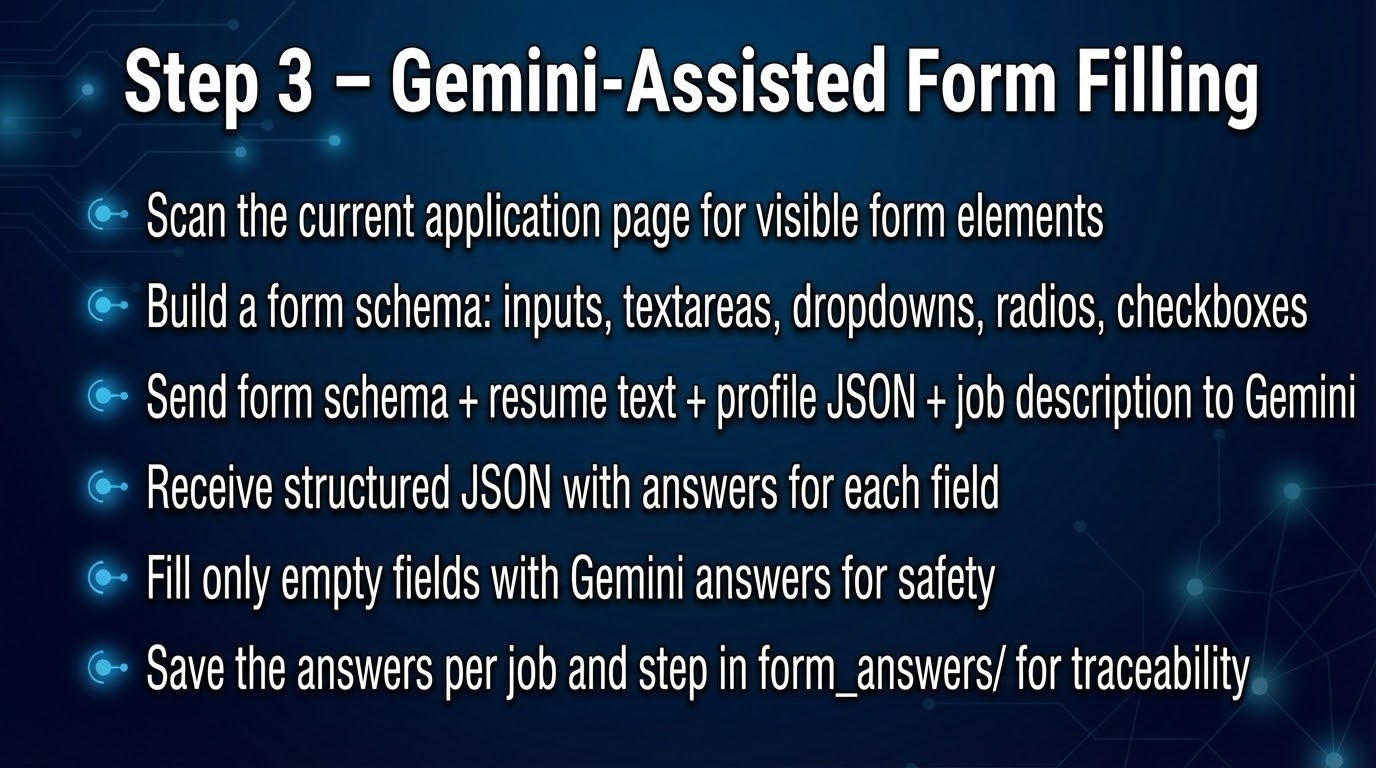 Step 3 – Gemini-Assisted Form Filling
Scan the current application page for visible form elements
Build a form schema: inputs, textareas, dropdowns, radios, checkboxes
Send form schema + resume text + profile JSON + job description to Gemini
Receive structured JSON with answers for each field
Fill only empty fields with Gemini answers for safety
Save the answers per job and step in form_answers/ for traceability